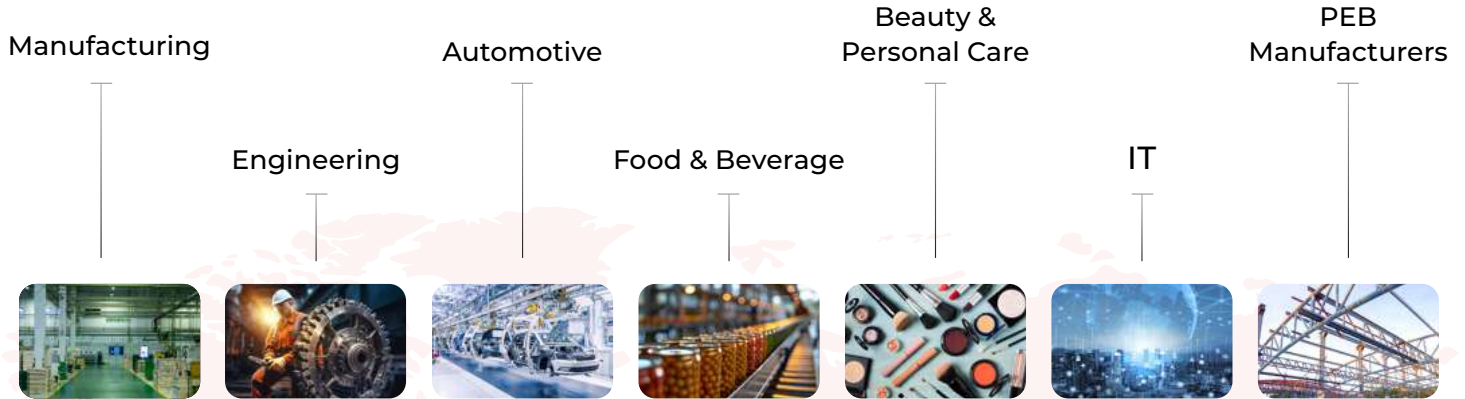 Manufacturing
Engineering
Automotive
Food & Beverage
Beauty &
Personal Care
IT
PEB
Manufacturers